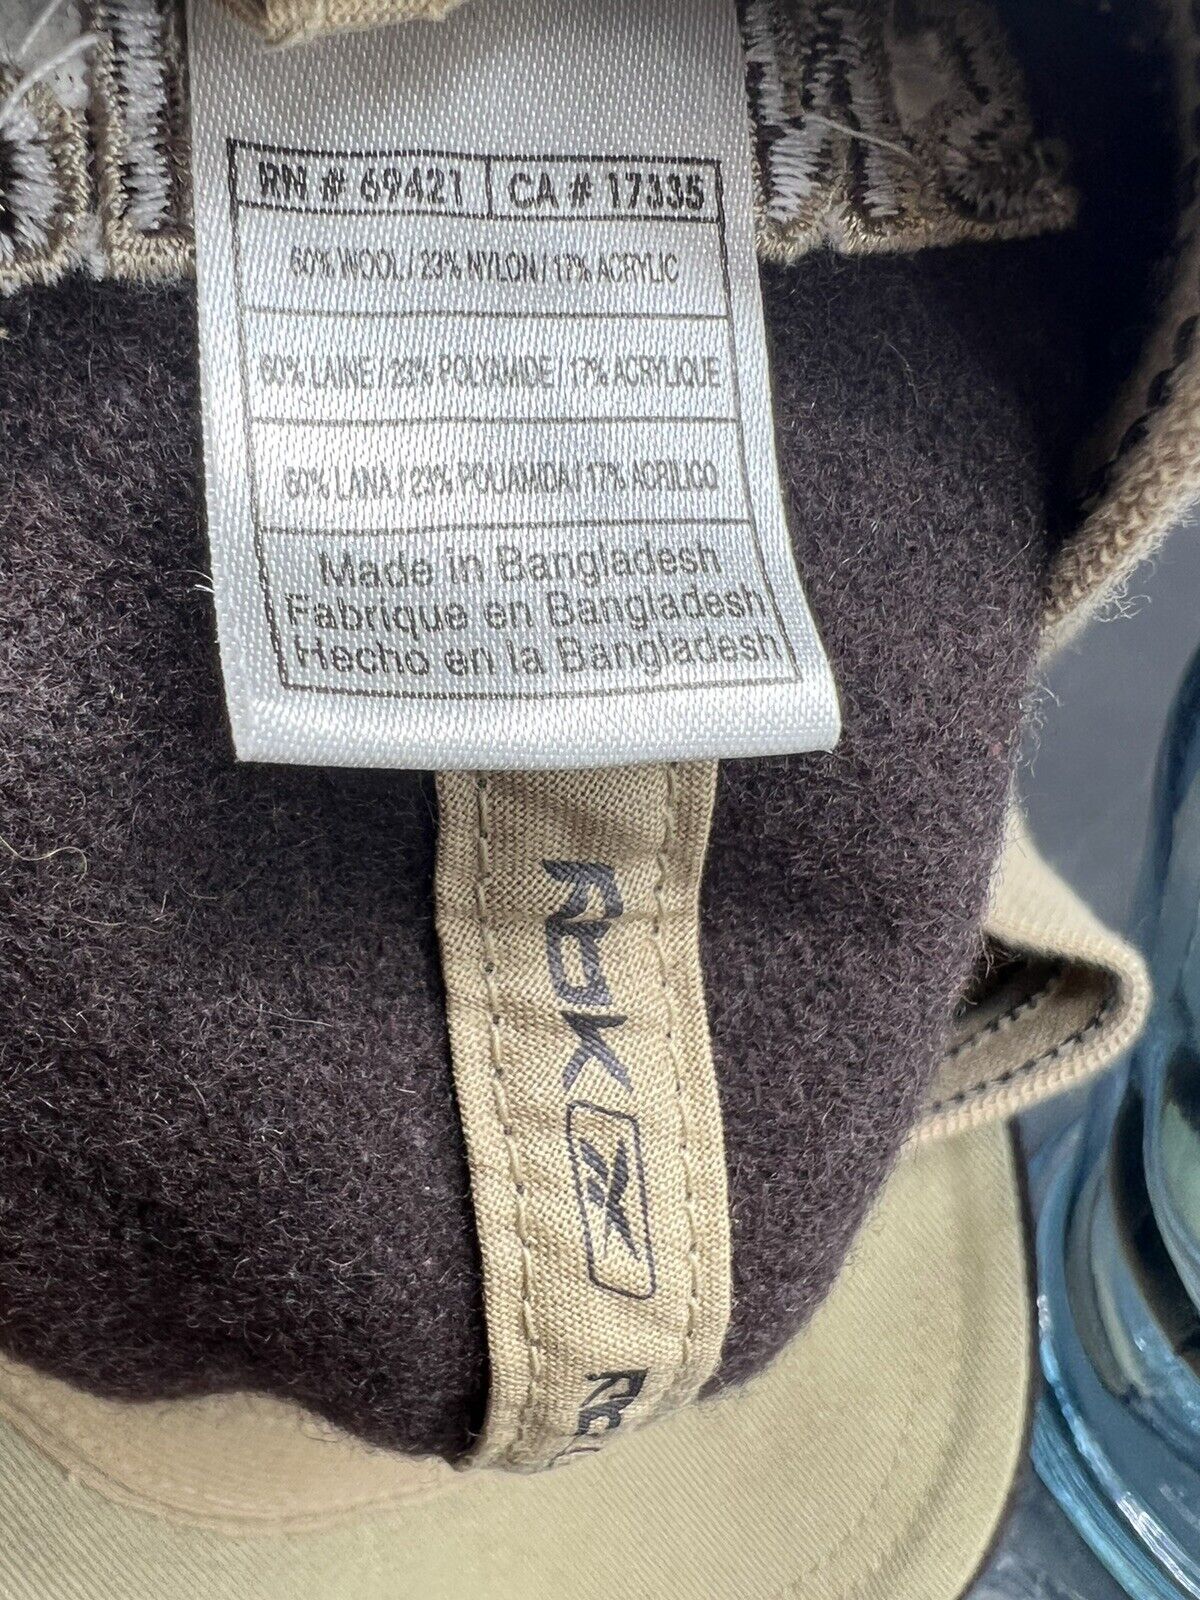 RN # 69421 CA # 17335
60% WOOL / 23% NYLON / 17% ACRYLIC
60% LAINE / 23% POLYAMIDE / 17% ACRYLIQUE
60% LANA / 23% POLIAMIDA / 17% ACRILICO
Made in Bangladesh
Fabrique en Bangladesh
Hecho en la Bangladesh
RBK